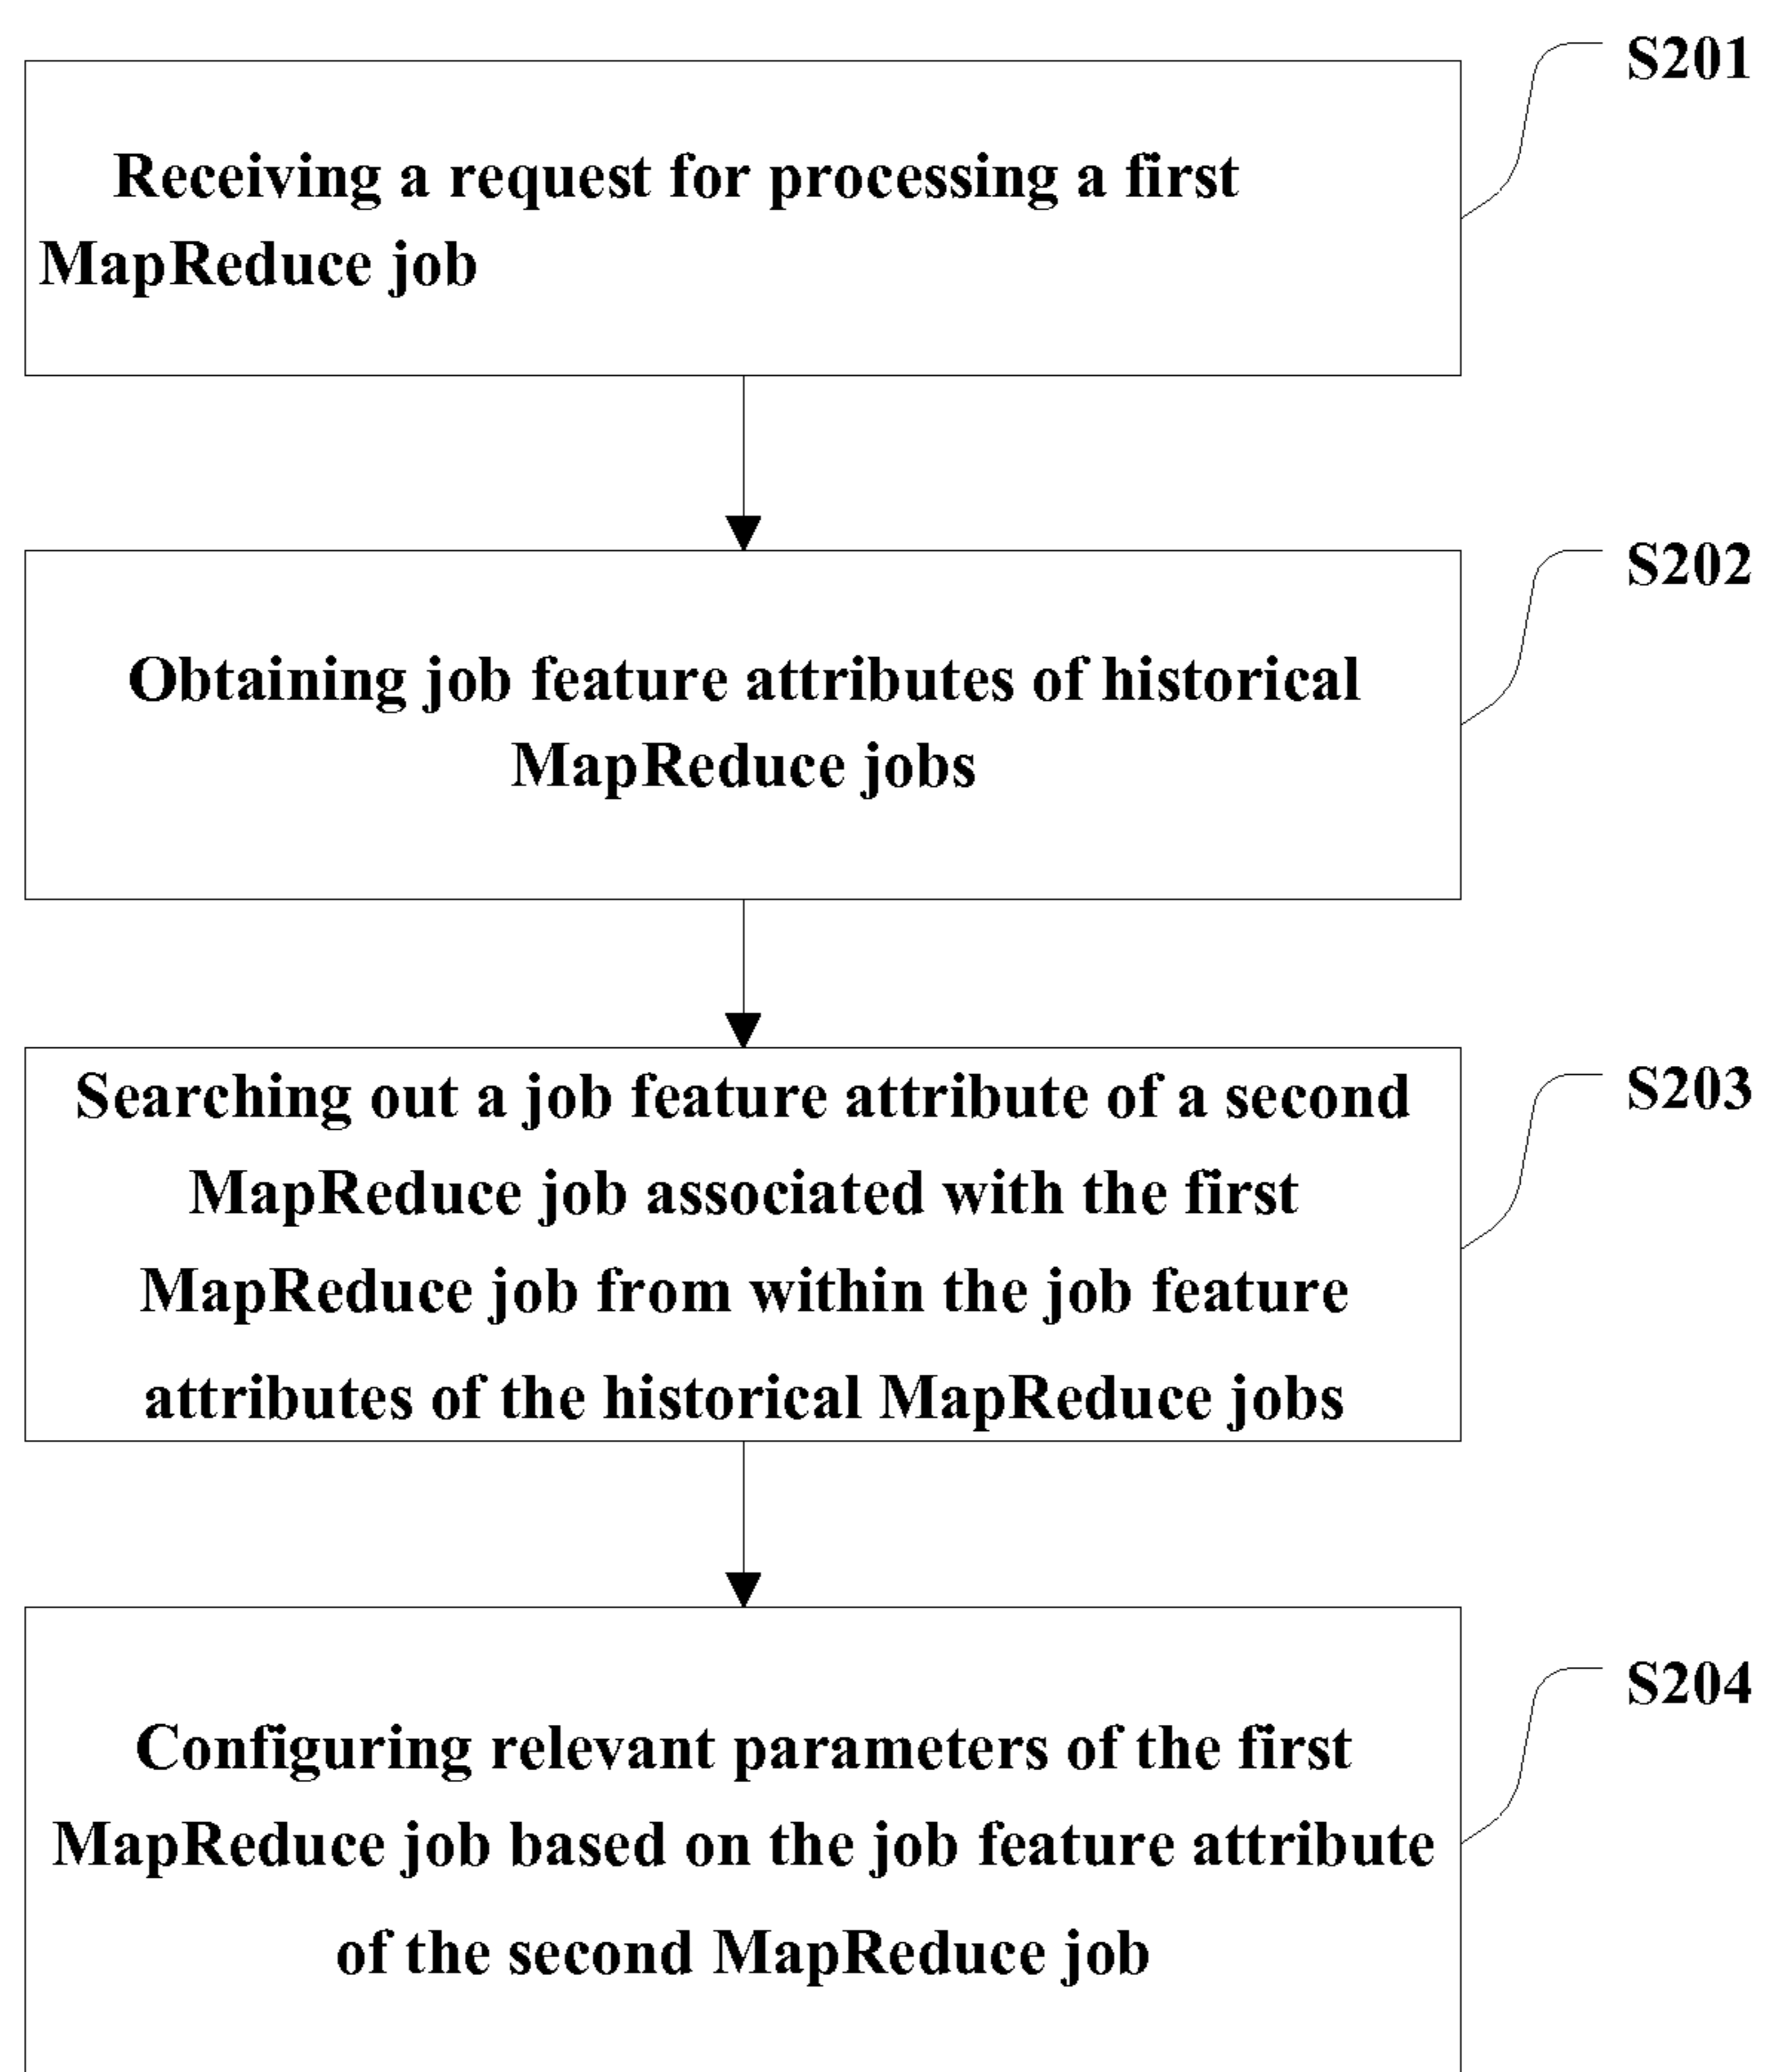 S201
Receiving a request for processing a first
MapReduce job
S202
Obtaining job feature attributes of historical
MapReduce jobs
S203
Searching out a job feature attribute of a second
MapReduce job associated with the first
MapReduce job from within the job feature
attributes of the historical MapReduce jobs
S204
Configuring relevant parameters of the first
MapReduce job based on the job feature attribute
of the second MapReduce job